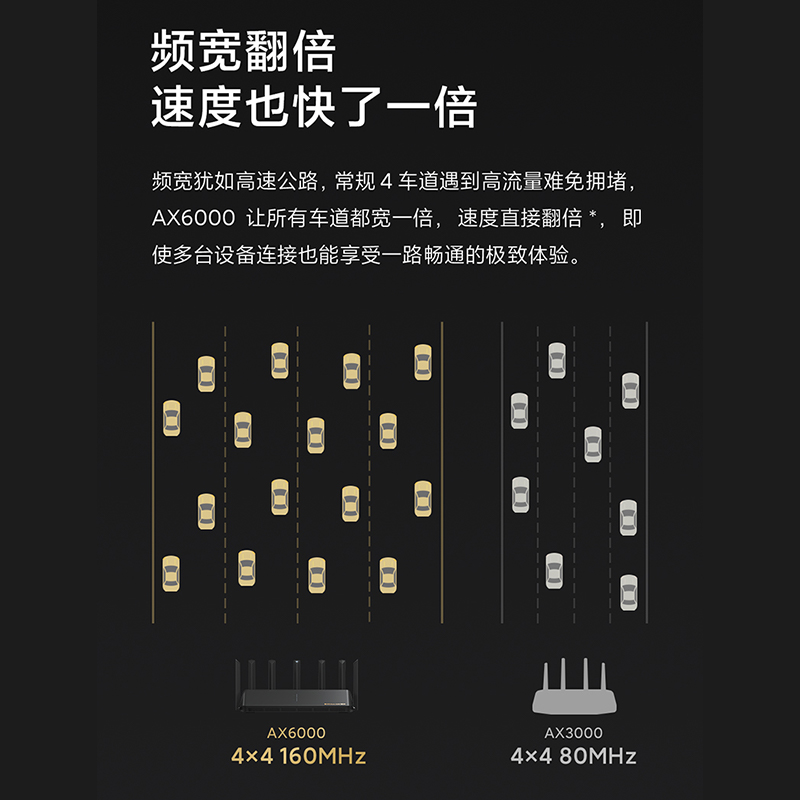 频宽翻倍
速度也快了一倍
频宽犹如高速公路，常规 4 车道遇到高流量难免拥堵，
AX6000 让所有车道都宽一倍，速度直接翻倍 *，即
使多台设备连接也能享受一路畅通的极致体验。
AX6000
4×4 160MHz
AX3000
4×4 80MHz